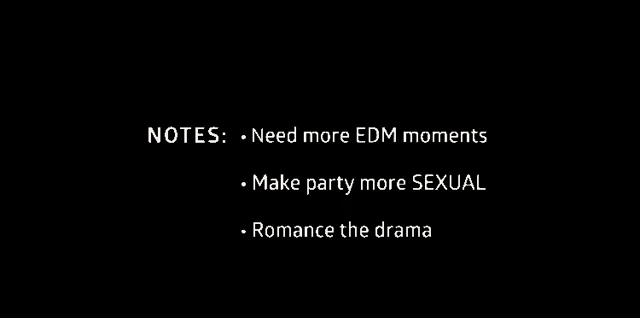 NOTES: • Need more EDM moments
• Make party more SEXUAL
• Romance the drama